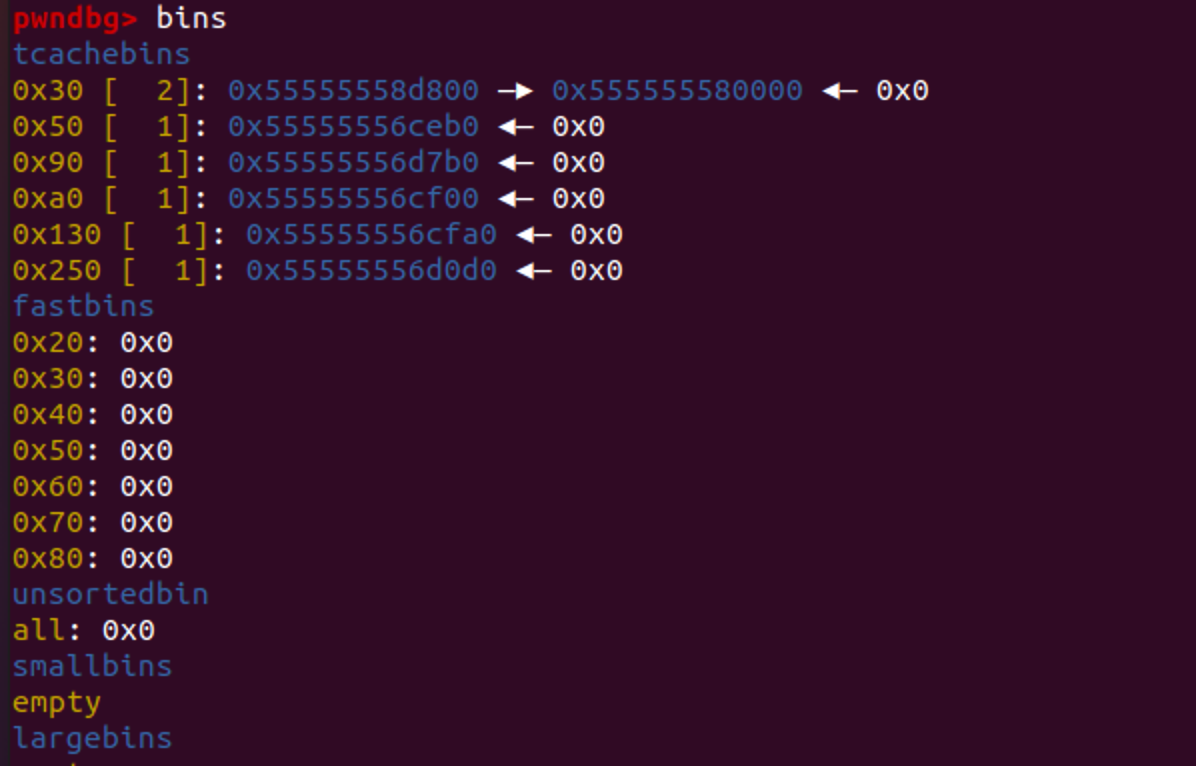 pwndbg> bins
tcachebins
0x30 [  2]: 0x55555558d800 —▸ 0x555555580000 ◂— 0x0
0x50 [  1]: 0x55555556ceb0 ◂— 0x0
0x90 [  1]: 0x55555556d7b0 ◂— 0x0
0xa0 [  1]: 0x55555556cf00 ◂— 0x0
0x130 [  1]: 0x55555556cfa0 ◂— 0x0
0x250 [  1]: 0x55555556d0d0 ◂— 0x0
fastbins
0x20: 0x0
0x30: 0x0
0x40: 0x0
0x50: 0x0
0x60: 0x0
0x70: 0x0
0x80: 0x0
unsortedbin
all: 0x0
smallbins
empty
largebins